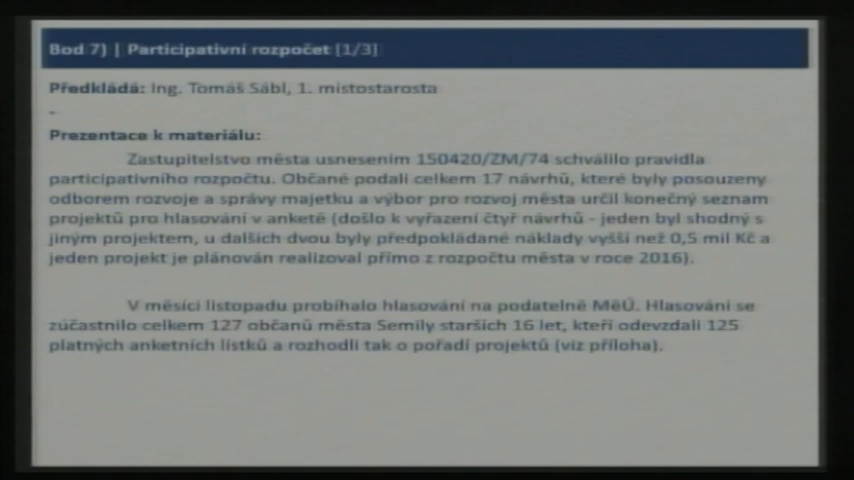 Bod 7) | Participativní rozpočet [1/3]
Předkládá: Ing. Tomáš Sábl, 1. místostarosta
-
Prezentace k materiálu:
Zastupitelstvo města usnesením 150420/ZM/74 schválilo pravidla
participativního rozpočtu. Občané podali celkem 17 návrhů, které byly posouzeny
odborem rozvoje a správy majetku a výbor pro rozvoj města určil konečný seznam
projektů pro hlasování v anketě (došlo k vyřazení čtyř návrhů - jeden byl shodný s
jiným projektem, u dalších dvou byly předpokládané náklady vyšší než 0,5 mil Kč a
jeden projekt je plánován realizoval přímo z rozpočtu města v roce 2016).
V měsíci listopadu probíhalo hlasování na podatelně MěÚ. Hlasování se
zúčastnilo celkem 127 občanů města Semily starších 16 let, kteří odevzdali 125
platných anketních lístků a rozhodli tak o pořadí projektů (viz příloha).